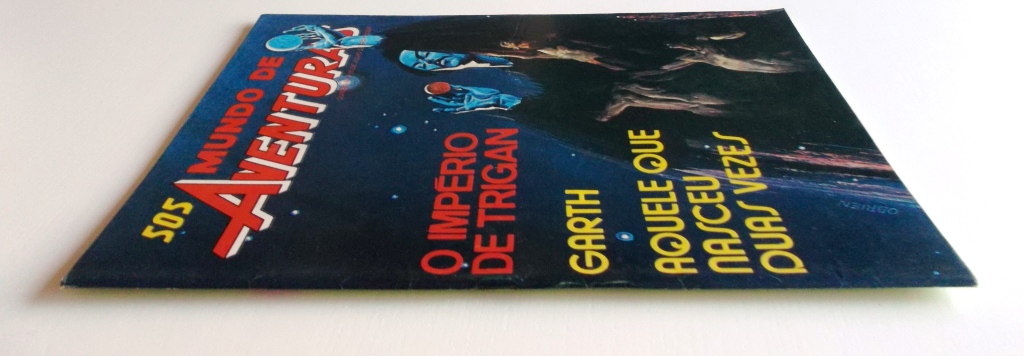 505
MUNDO DE
AVENTURAS
O IMPÉRIO
DE TRIGAN
GARTH
AQUELE QUE
NASCEU
DUAS VEZES